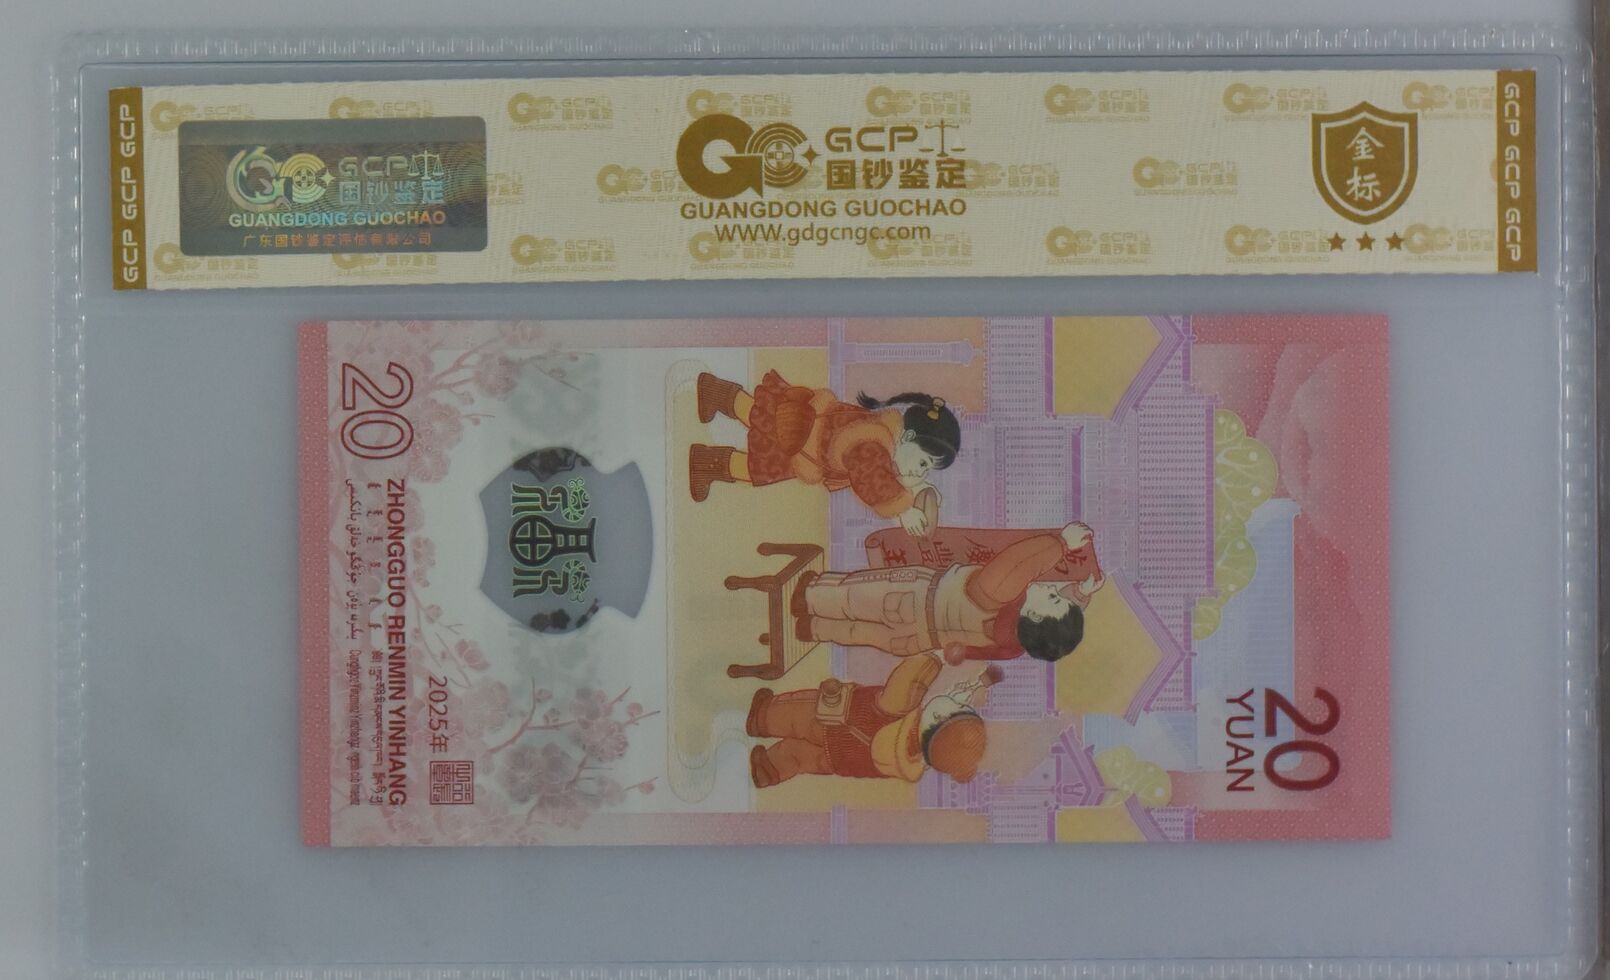 GCP GCP GCP
GCP
国钞鉴定
GUANGDONG GUOCHAO
广东国钞鉴定评估有限公司
GCP
国钞鉴定
GUANGDONG GUOCHAO
WWW.gdgcngc.com
金标
GCP GCP GCP
20
YUAN
2025年
ZHONGGUO RENMIN YINHANG
20